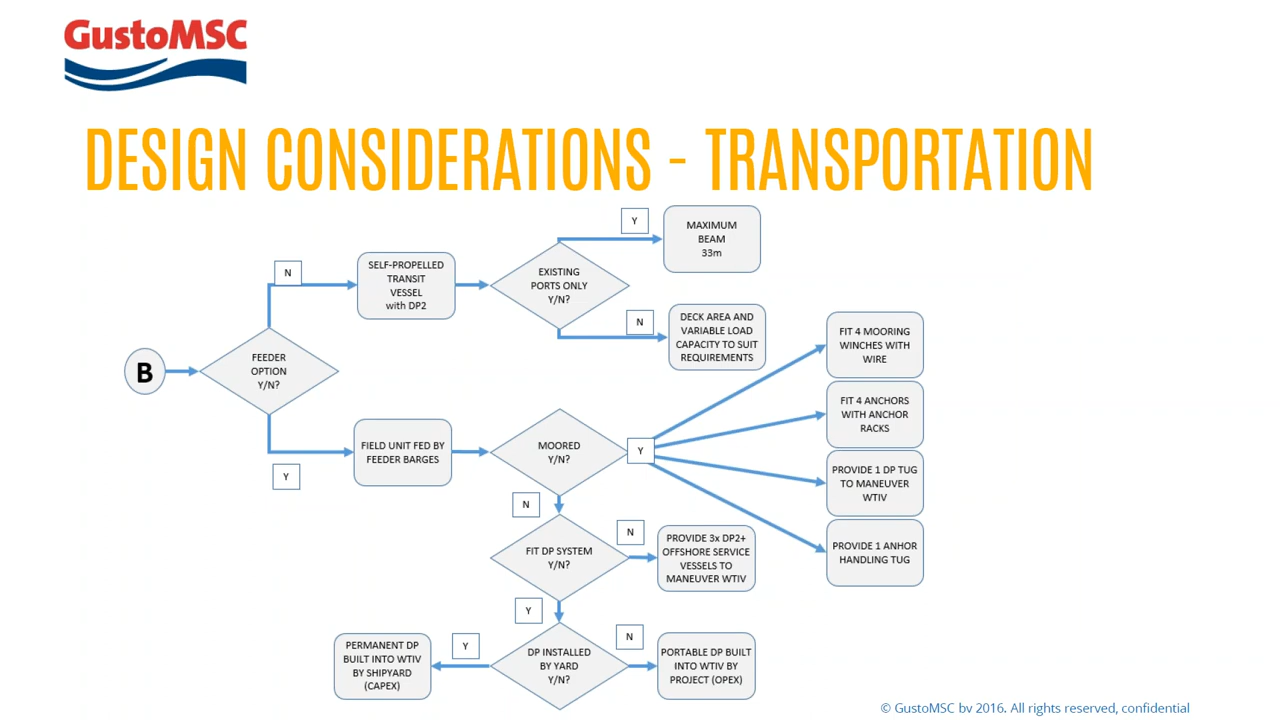 GustoMSC
DESIGN CONSIDERATIONS - TRANSPORTATION
B
FEEDER
OPTION
Y/N?
N
SELF-PROPELLED
TRANSIT
VESSEL
with DP2
EXISTING
PORTS ONLY
Y/N?
Y
MAXIMUM
BEAM
33m
N
DECK AREA AND
VARIABLE LOAD
CAPACITY TO SUIT
REQUIREMENTS
Y
FIELD UNIT FED BY
FEEDER BARGES
MOORED
Y/N?
Y
FIT 4 MOORING
WINCHES WITH
WIRE
FIT 4 ANCHORS
WITH ANCHOR
RACKS
PROVIDE 1 DP TUG
TO MANEUVER
WTIV
PROVIDE 1 ANHOR
HANDLING TUG
N
FIT DP SYSTEM
Y/N?
N
PROVIDE 3x DP2+
OFFSHORE SERVICE
VESSELS TO
MANEUVER WTIV
Y
DP INSTALLED
BY YARD
Y/N?
Y
PERMANENT DP
BUILT INTO WTIV
BY SHIPYARD
(CAPEX)
N
PORTABLE DP BUILT
INTO WTIV BY
PROJECT (OPEX)
© GustoMSC bv 2016. All rights reserved, confidential